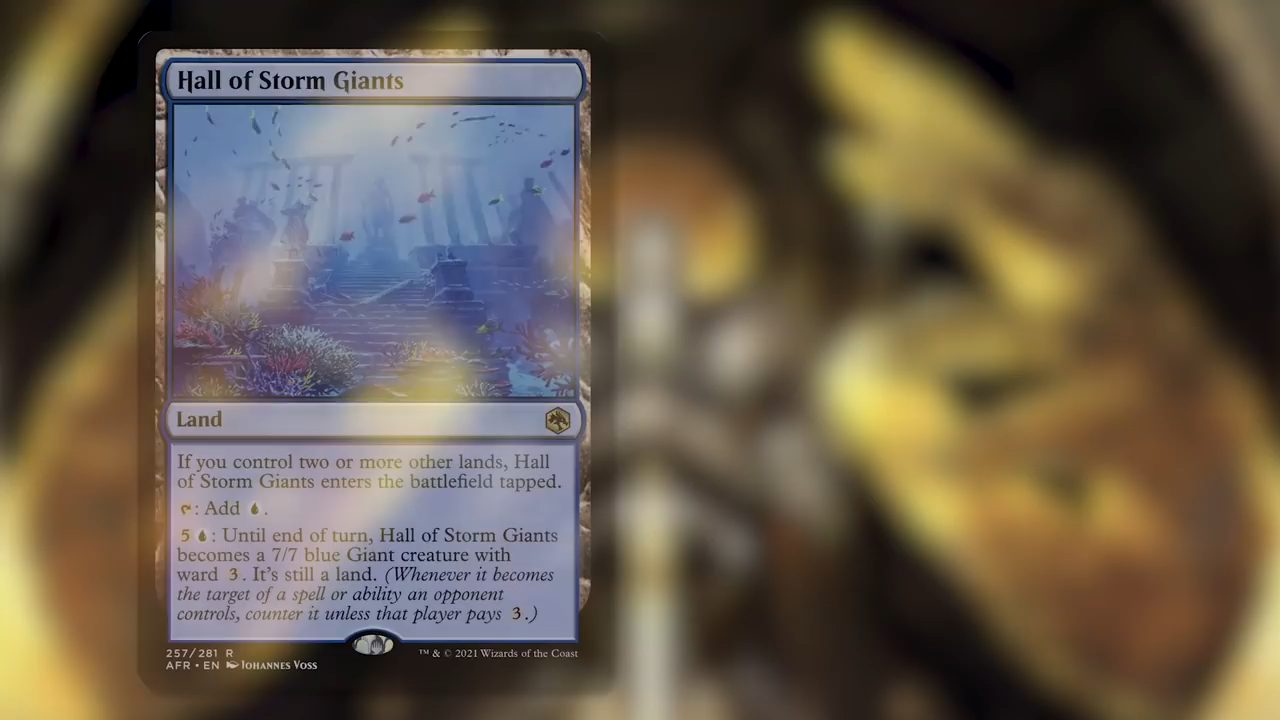 Hall of Storm Giants
Land
If you control two or more other lands, Hall
of Storm Giants enters the battlefield tapped.
: Add .
5 : Until end of turn, Hall of Storm Giants
becomes a 7/7 blue Giant creature with
ward 3. It's still a land. (Whenever it becomes
the target of a spell or ability an opponent
controls, counter it unless that player pays 3.)
257/281 R
AFR • EN Johannes Voss
™ & © 2021 Wizards of the Coast